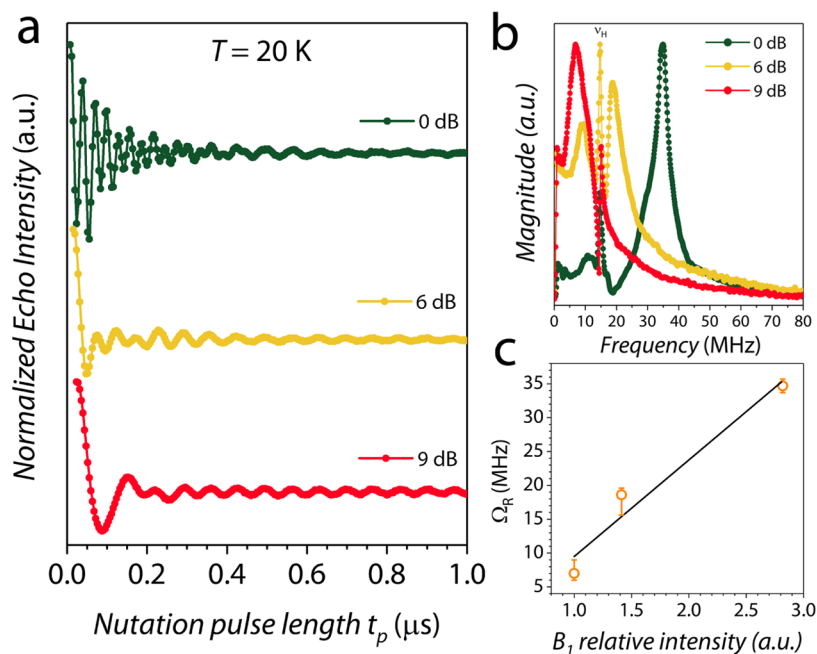 a
T = 20 K
0 dB
6 dB
9 dB
Normalized Echo Intensity (a.u.)
0.0 0.2 0.4 0.6 0.8 1.0
Nutation pulse length tp (μs)
b
νH
0 dB
6 dB
9 dB
Magnitude (a.u.)
0 10 20 30 40 50 60 70 80
Frequency (MHz)
c
35
30
25
20
15
10
5
ΩR (MHz)
1.0 1.5 2.0 2.5 3.0
B1 relative intensity (a.u.)